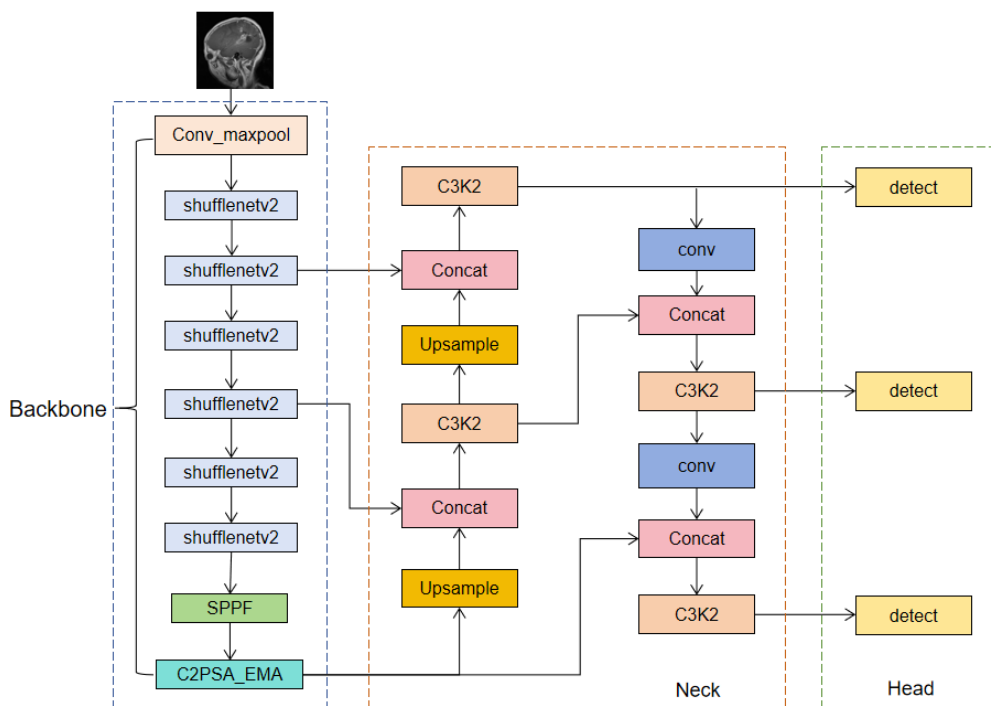 Conv_maxpool
shufflenetv2
shufflenetv2
shufflenetv2
shufflenetv2
shufflenetv2
shufflenetv2
SPPF
C2PSA_EMA
Backbone
C3K2
Concat
Upsample
C3K2
Concat
Upsample
conv
Concat
C3K2
conv
Concat
C3K2
Neck
detect
detect
detect
Head